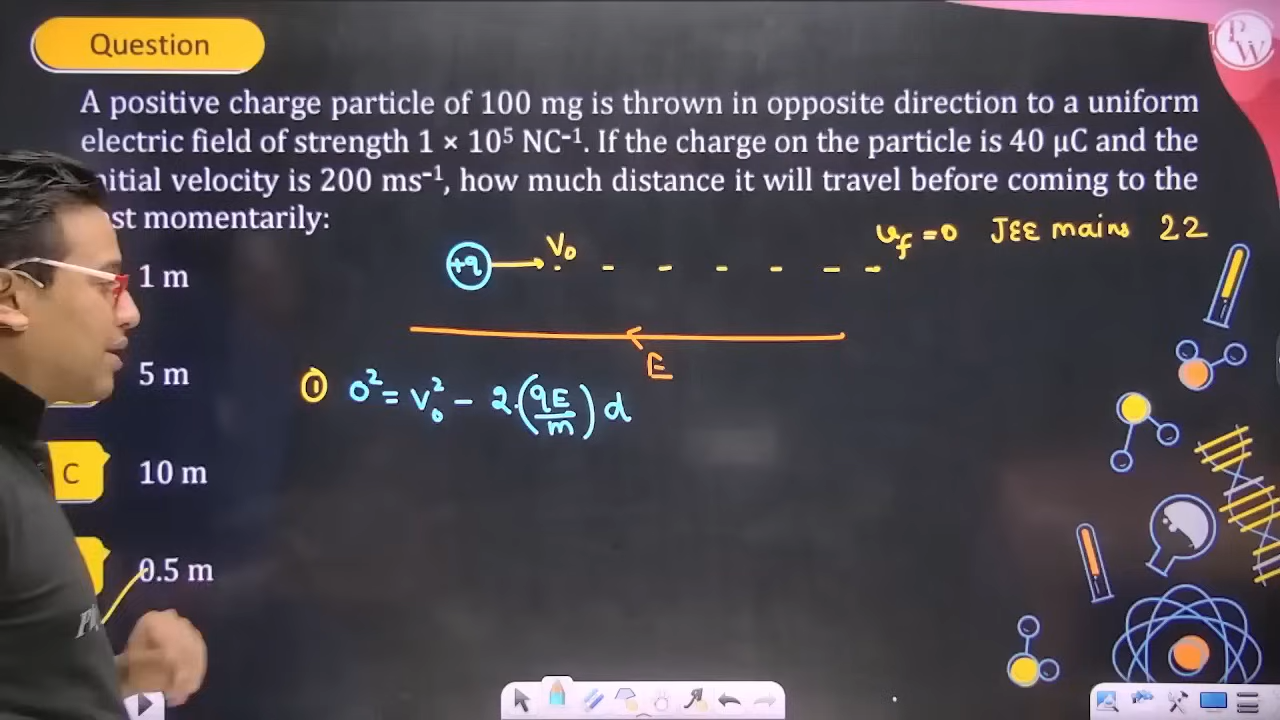 Question
A positive charge particle of 100 mg is thrown in opposite direction to a uniform
electric field of strength 1 × 10⁵ NC⁻¹. If the charge on the particle is 40 μC and the
nitial velocity is 200 ms⁻¹, how much distance it will travel before coming to the
st momentarily:
JEE mains 22
+q V₀ v_f = 0
E
1 m
5 m
① 0² = v₀² - 2.(qE/m) d
C 10 m
0.5 m
PW